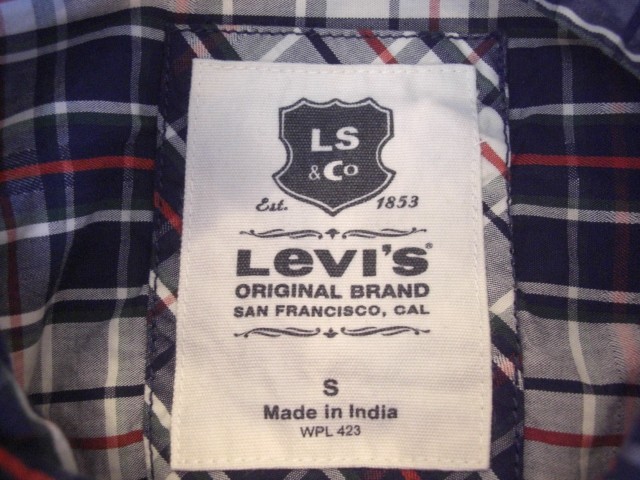 LS
& Co
Est. 1853
Levi's®
ORIGINAL BRAND
SAN FRANCISCO, CAL
S
Made in India
WPL 423